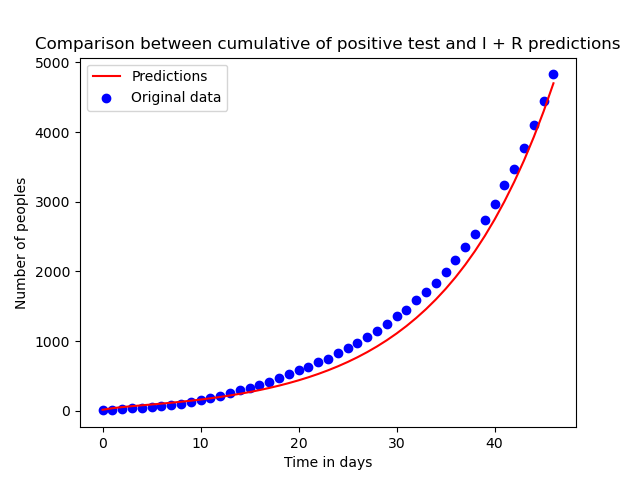 Comparison between cumulative of positive test and I + R predictions
Predictions
Original data
Number of peoples
5000
4000
3000
2000
1000
0
0 10 20 30 40
Time in days